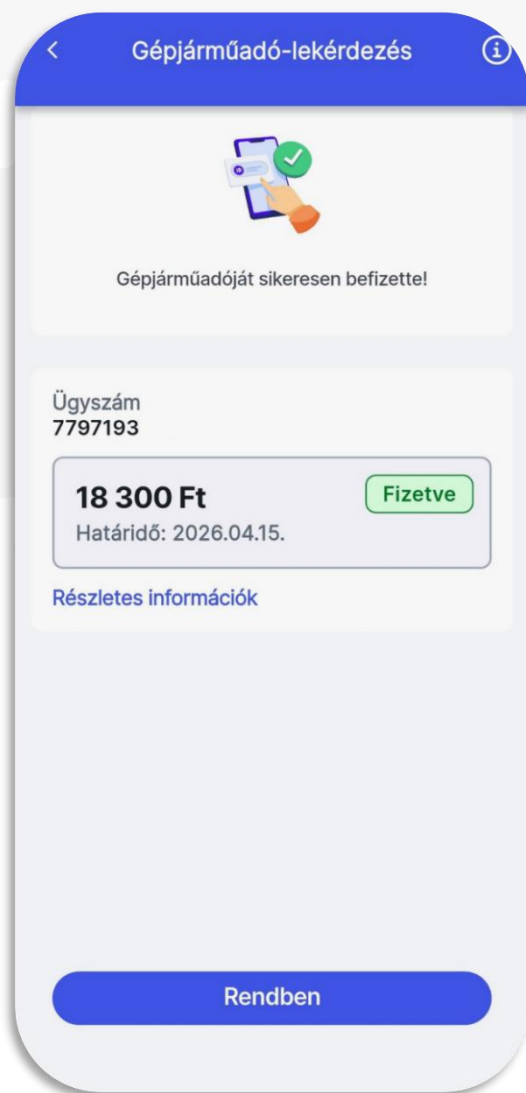 Gépjárműadó-lekérdezés
Gépjárműadóját sikeresen befizette!
Ügyszám
7797193
18 300 Ft
Fizetve
Határidő: 2026.04.15.
Részletes információk
Rendben